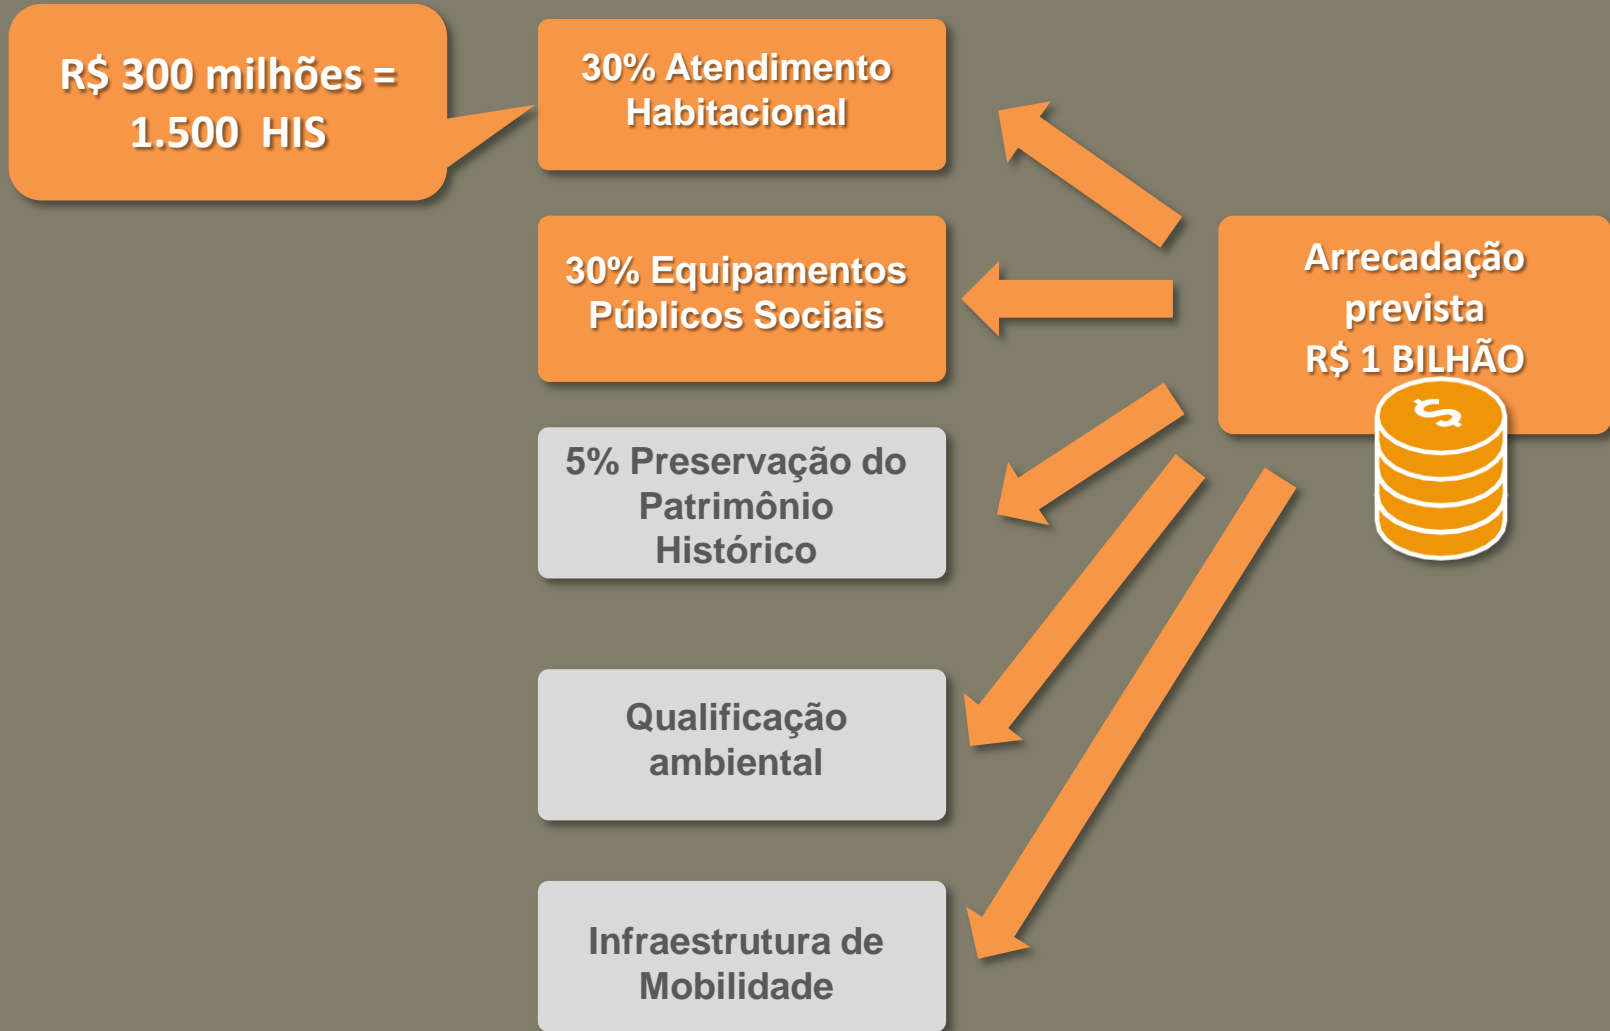 R$ 300 milhões =
1.500 HIS
30% Atendimento
Habitacional
30% Equipamentos
Públicos Sociais
5% Preservação do
Patrimônio
Histórico
Qualificação
ambiental
Infraestrutura de
Mobilidade
Arrecadação
prevista
R$ 1 BILHÃO
$